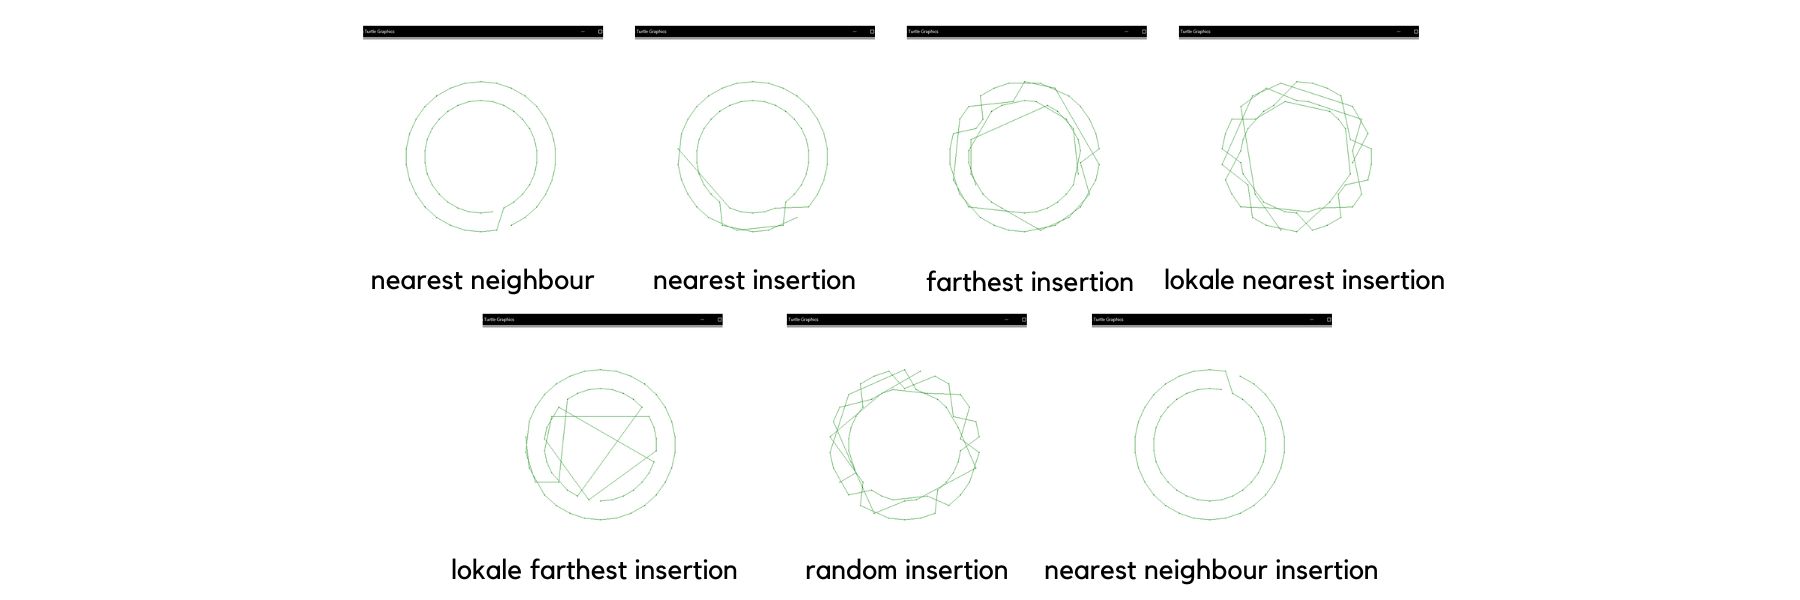 Turtle Graphics
Turtle Graphics
Turtle Graphics
Turtle Graphics
nearest neighbour
nearest insertion
farthest insertion
lokale nearest insertion
Turtle Graphics
Turtle Graphics
Turtle Graphics
lokale farthest insertion
random insertion
nearest neighbour insertion